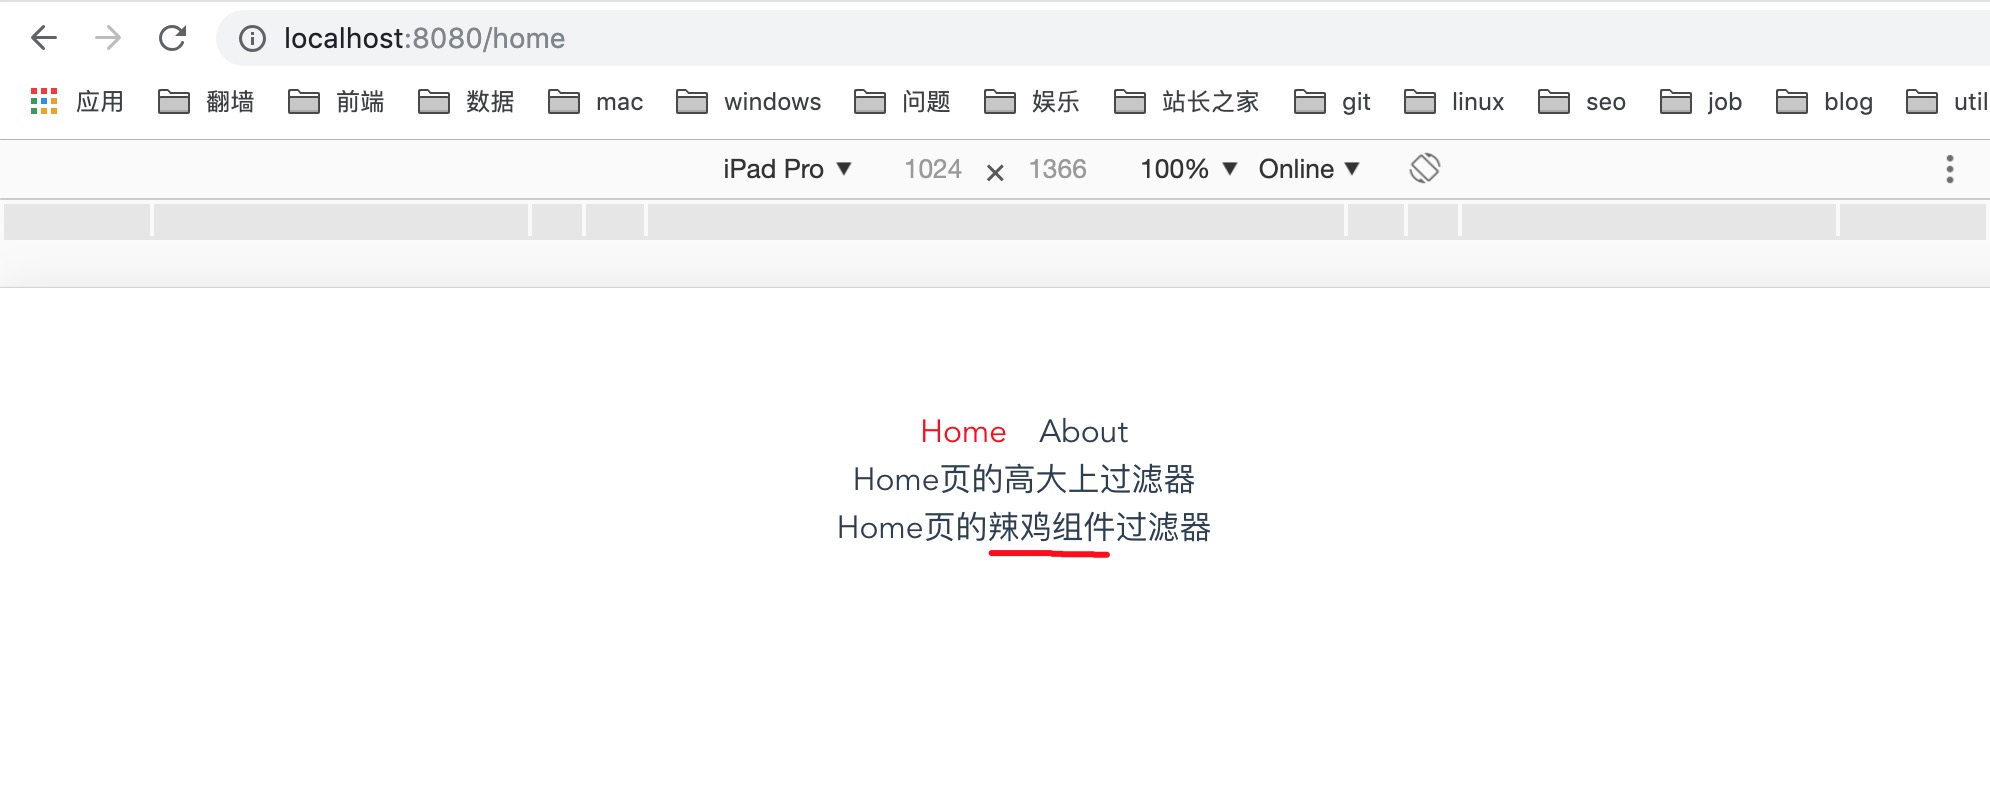 localhost:8080/home
应用 翻墙 前端 数据 mac windows 问题 娱乐 站长之家 git linux seo job blog util
iPad Pro ▼ 1024 × 1366 100% ▼ Online ▼
Home About
Home页的高大上过滤器
Home页的辣鸡组件过滤器